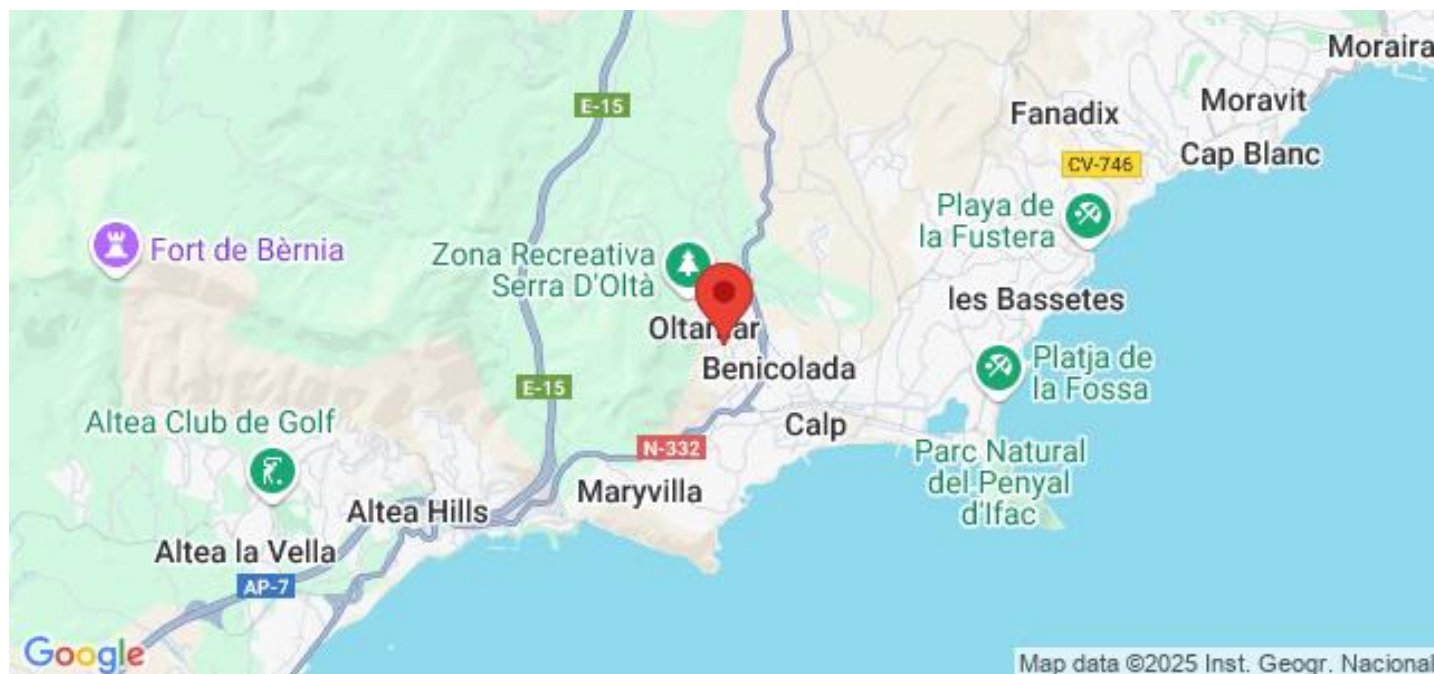 Moraira
E-15
Fanadix
Moravit
Cap Blanc
CV-746
Playa de
la Fustera
Fort de Bèrnia
Zona Recreativa
Serra D'Oltà
les Bassetes
Oltamar
Benicolada
Platja de
la Fossa
E-15
Altea Club de Golf
Calp
N-332
Parc Natural
del Penyal
d'Ifac
Maryvilla
Altea Hills
Altea la Vella
AP-7
Google
Map data ©2025 Inst. Geogr. Nacional